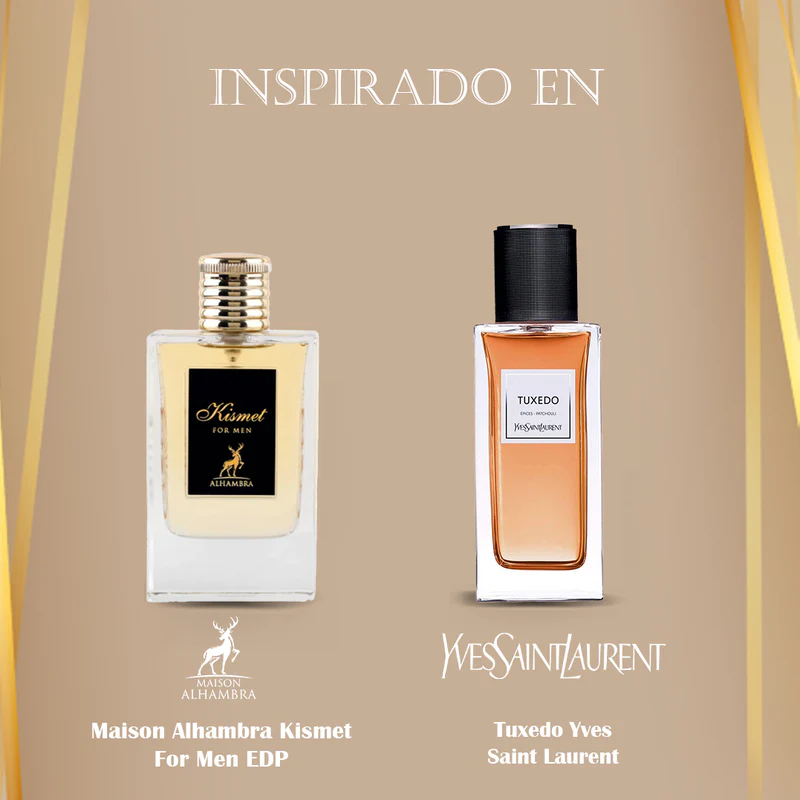 INSPIRADO EN
Kismet
FOR MEN
ALHAMBRA
TUXEDO
ÉPICES - PATCHOULI
YVESSAINTLAURENT
MAISON
ALHAMBRA
YVESSAINTLAURENT
Maison Alhambra Kismet
For Men EDP
Tuxedo Yves
Saint Laurent